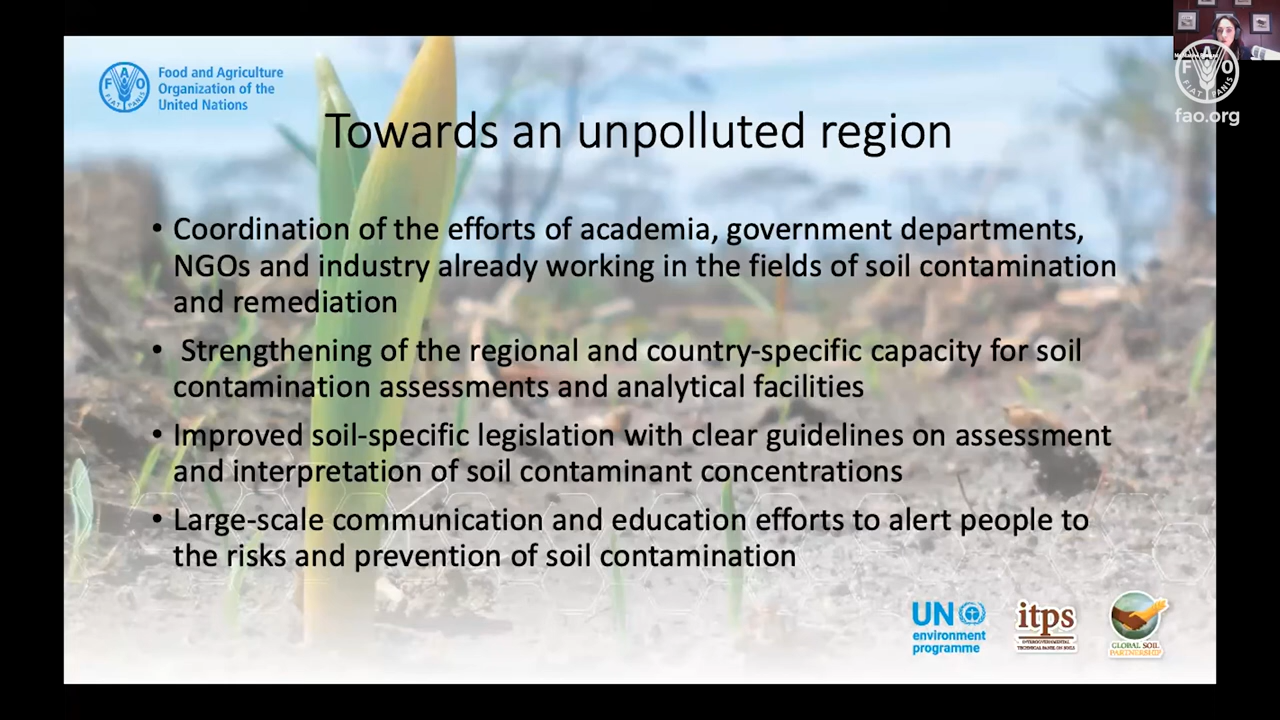 Food and Agriculture
Organization of the
United Nations
Towards an unpolluted region
• Coordination of the efforts of academia, government departments,
NGOs and industry already working in the fields of soil contamination
and remediation
• Strengthening of the regional and country-specific capacity for soil
contamination assessments and analytical facilities
• Improved soil-specific legislation with clear guidelines on assessment
and interpretation of soil contaminant concentrations
• Large-scale communication and education efforts to alert people to
the risks and prevention of soil contamination
UN
environment
programme
itps
INTERGOVERNMENTAL
TECHNICAL PANEL ON SOILS
GLOBAL SOIL
PARTNERSHIP
F A O
FIAT PANIS
fao.org